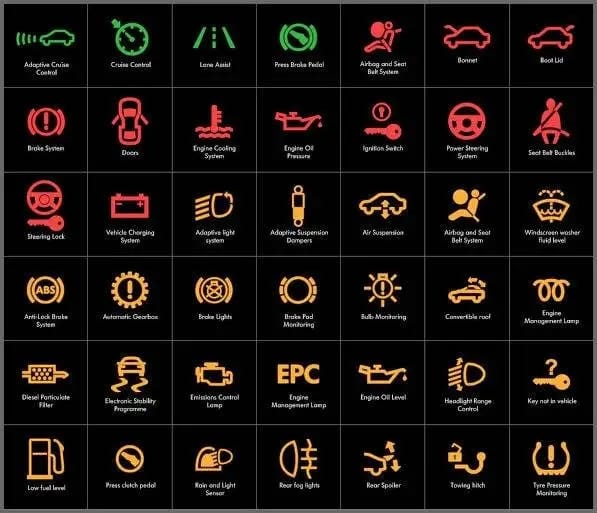 Adaptive Cruise
Control
Cruise Control
Lane Assist
Press Brake Pedal
Airbag and Seat
Belt System
Bonnet
Boot Lid
Brake System
Doors
Engine Cooling
System
Engine Oil
Pressure
Ignition Switch
Power Steering
System
Seat Belt Buckles
Steering Lock
Vehicle Charging
System
Adaptive light
system
Adaptive Suspension
Dampers
Air Suspension
Airbag and Seat
Belt System
Windscreen washer
fluid level
ABS
Anti-Lock Brake
System
Automatic Gearbox
Brake Lights
Brake Pad
Monitoring
Bulb Monitoring
Convertible roof
Engine
Management Lamp
Diesel Particulate
Filter
Electronic Stability
Programme
Emissions Control
Lamp
EPC
Engine
Management Lamp
Engine Oil Level
Headlight Range
Control
Key not in vehicle
Low fuel level
Press clutch pedal
Rain and Light
Sensor
Rear fog lights
Rear Spoiler
Towing hitch
Tyre Pressure
Monitoring